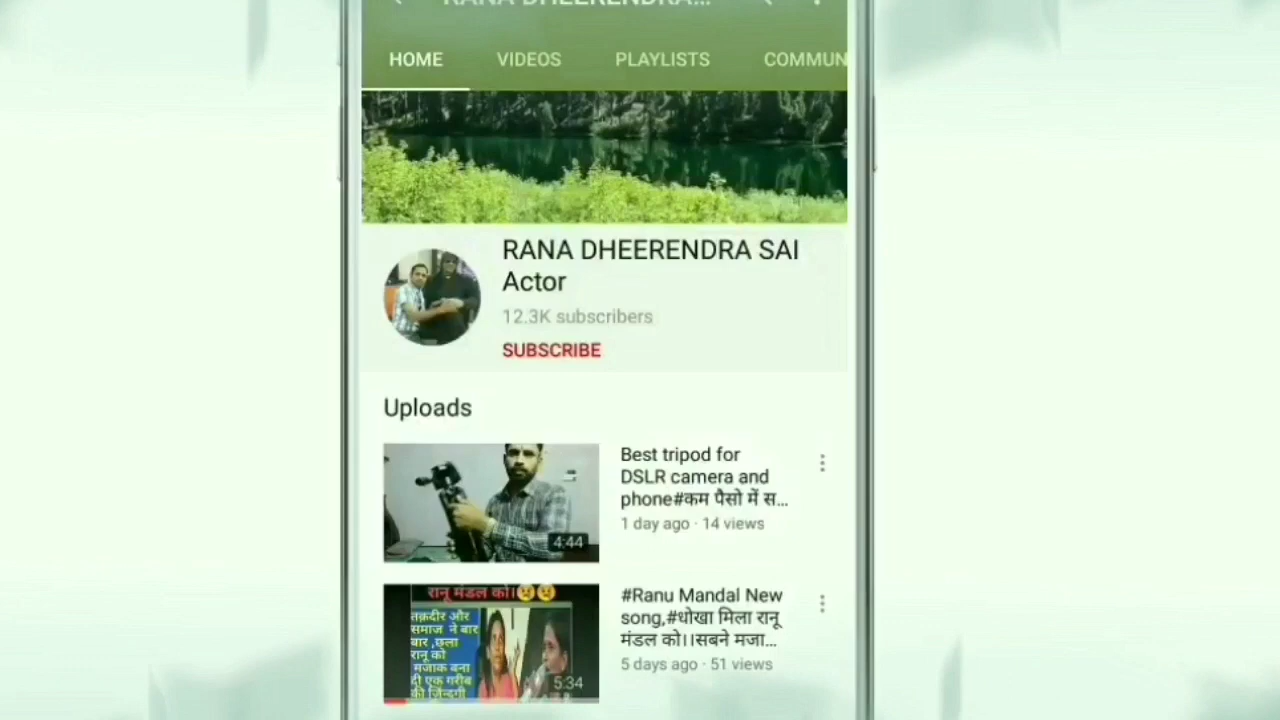 RANA DHEERENDRA...
HOME VIDEOS PLAYLISTS COMMUN
RANA DHEERENDRA SAI
Actor
12.3K subscribers
SUBSCRIBE
Uploads
Best tripod for
DSLR camera and
phone#कम पैसो में स...
1 day ago · 14 views
4:44
रानू मंडल को।
तक़दीर और
समाज ने बार
बार ,छला
रानू को
मजाक बना
दी एक गरीब
की ज़िन्दगी
5:34
#Ranu Mandal New
song,#धोखा मिला रानू
मंडल को।।सबने मजा...
5 days ago · 51 views